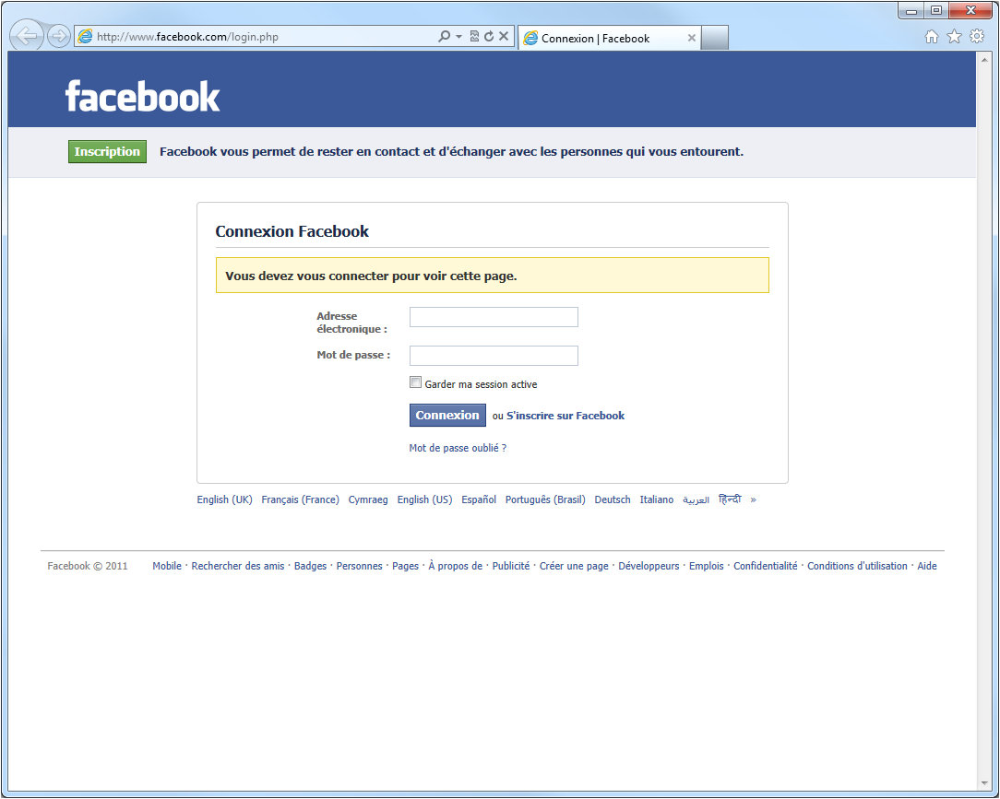 http://www.facebook.com/login.php
Connexion | Facebook
facebook
Inscription Facebook vous permet de rester en contact et d'échanger avec les personnes qui vous entourent.
Connexion Facebook
Vous devez vous connecter pour voir cette page.
Adresse
électronique :
Mot de passe :
Garder ma session active
Connexion ou S'inscrire sur Facebook
Mot de passe oublié ?
English (UK) Français (France) Cymraeg English (US) Español Português (Brasil) Deutsch Italiano العربية हिन्दी »
Facebook © 2011 Mobile · Rechercher des amis · Badges · Personnes · Pages · À propos de · Publicité · Créer une page · Développeurs · Emplois · Confidentialité · Conditions d'utilisation · Aide